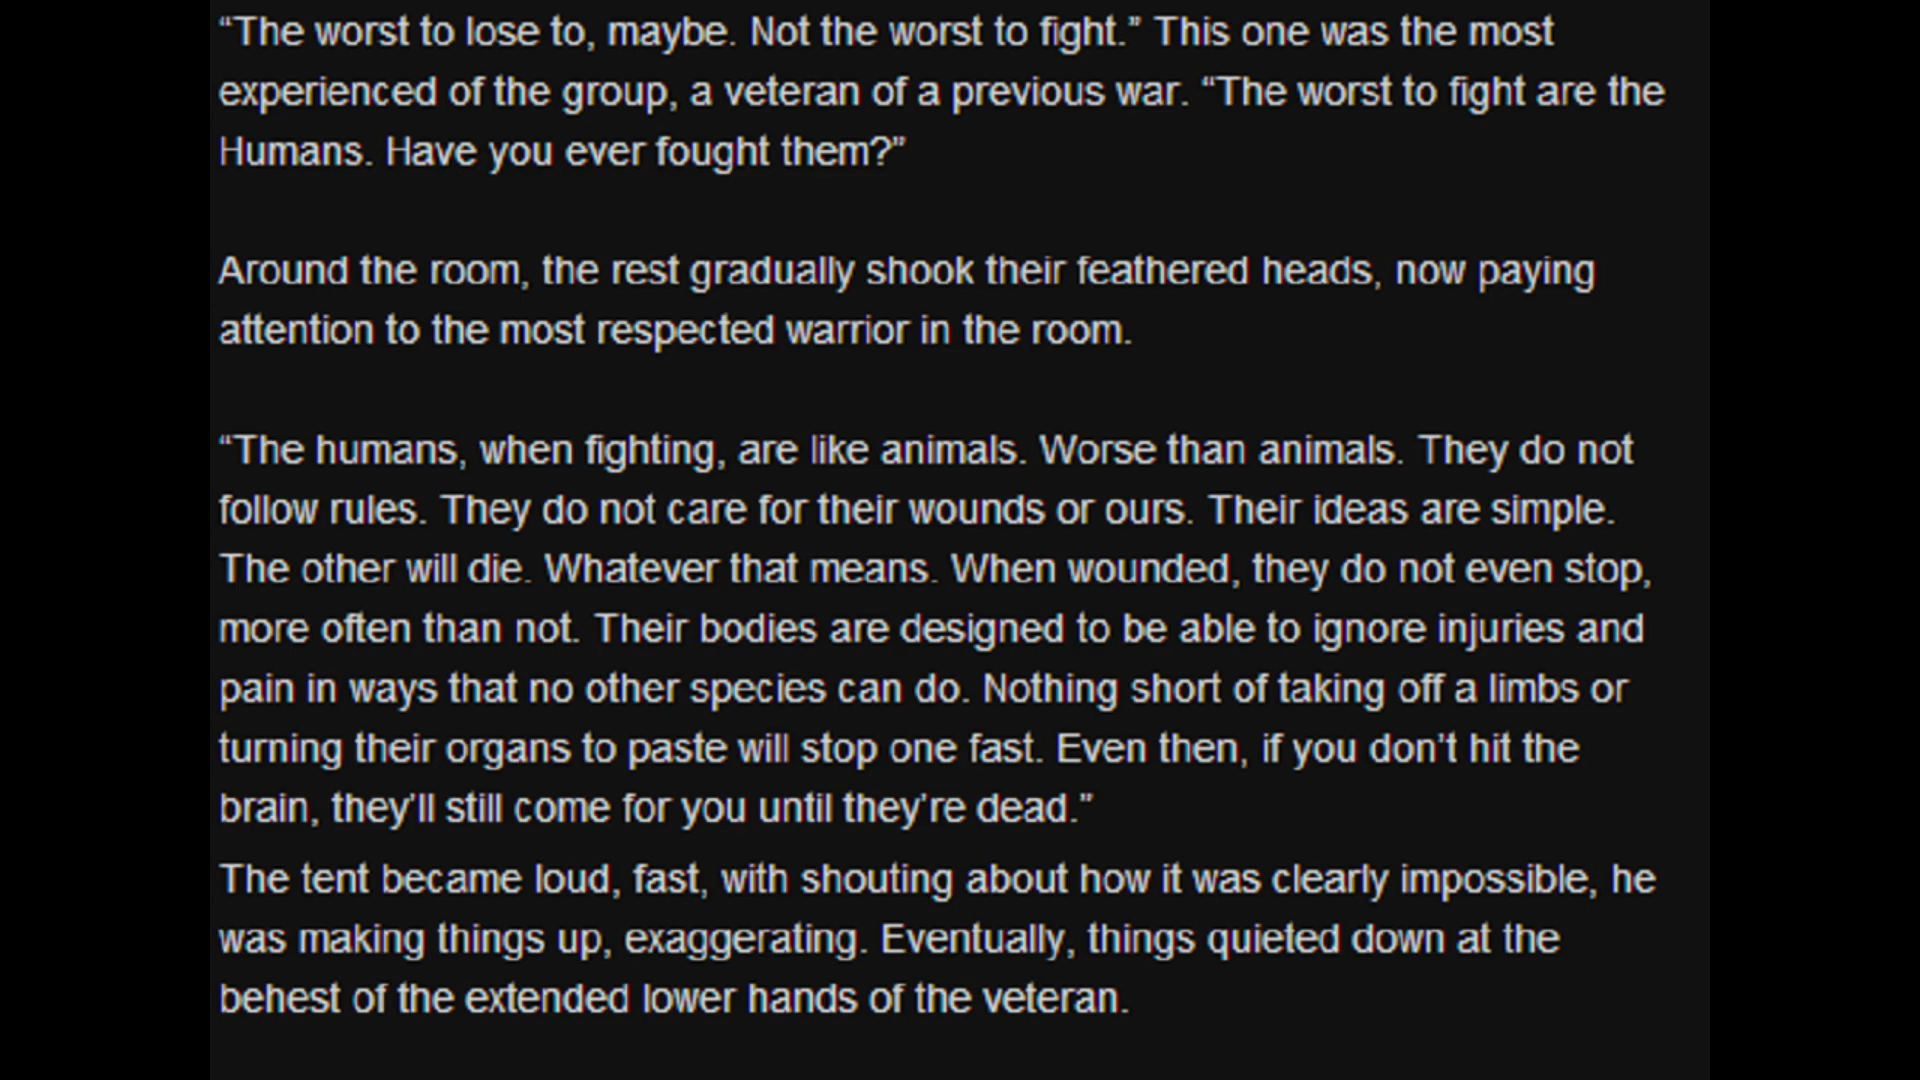 “The worst to lose to, maybe. Not the worst to fight.” This one was the most
experienced of the group, a veteran of a previous war. “The worst to fight are the
Humans. Have you ever fought them?”
Around the room, the rest gradually shook their feathered heads, now paying
attention to the most respected warrior in the room.
“The humans, when fighting, are like animals. Worse than animals. They do not
follow rules. They do not care for their wounds or ours. Their ideas are simple.
The other will die. Whatever that means. When wounded, they do not even stop,
more often than not. Their bodies are designed to be able to ignore injuries and
pain in ways that no other species can do. Nothing short of taking off a limbs or
turning their organs to paste will stop one fast. Even then, if you don’t hit the
brain, they’ll still come for you until they’re dead.”
The tent became loud, fast, with shouting about how it was clearly impossible, he
was making things up, exaggerating. Eventually, things quieted down at the
behest of the extended lower hands of the veteran.